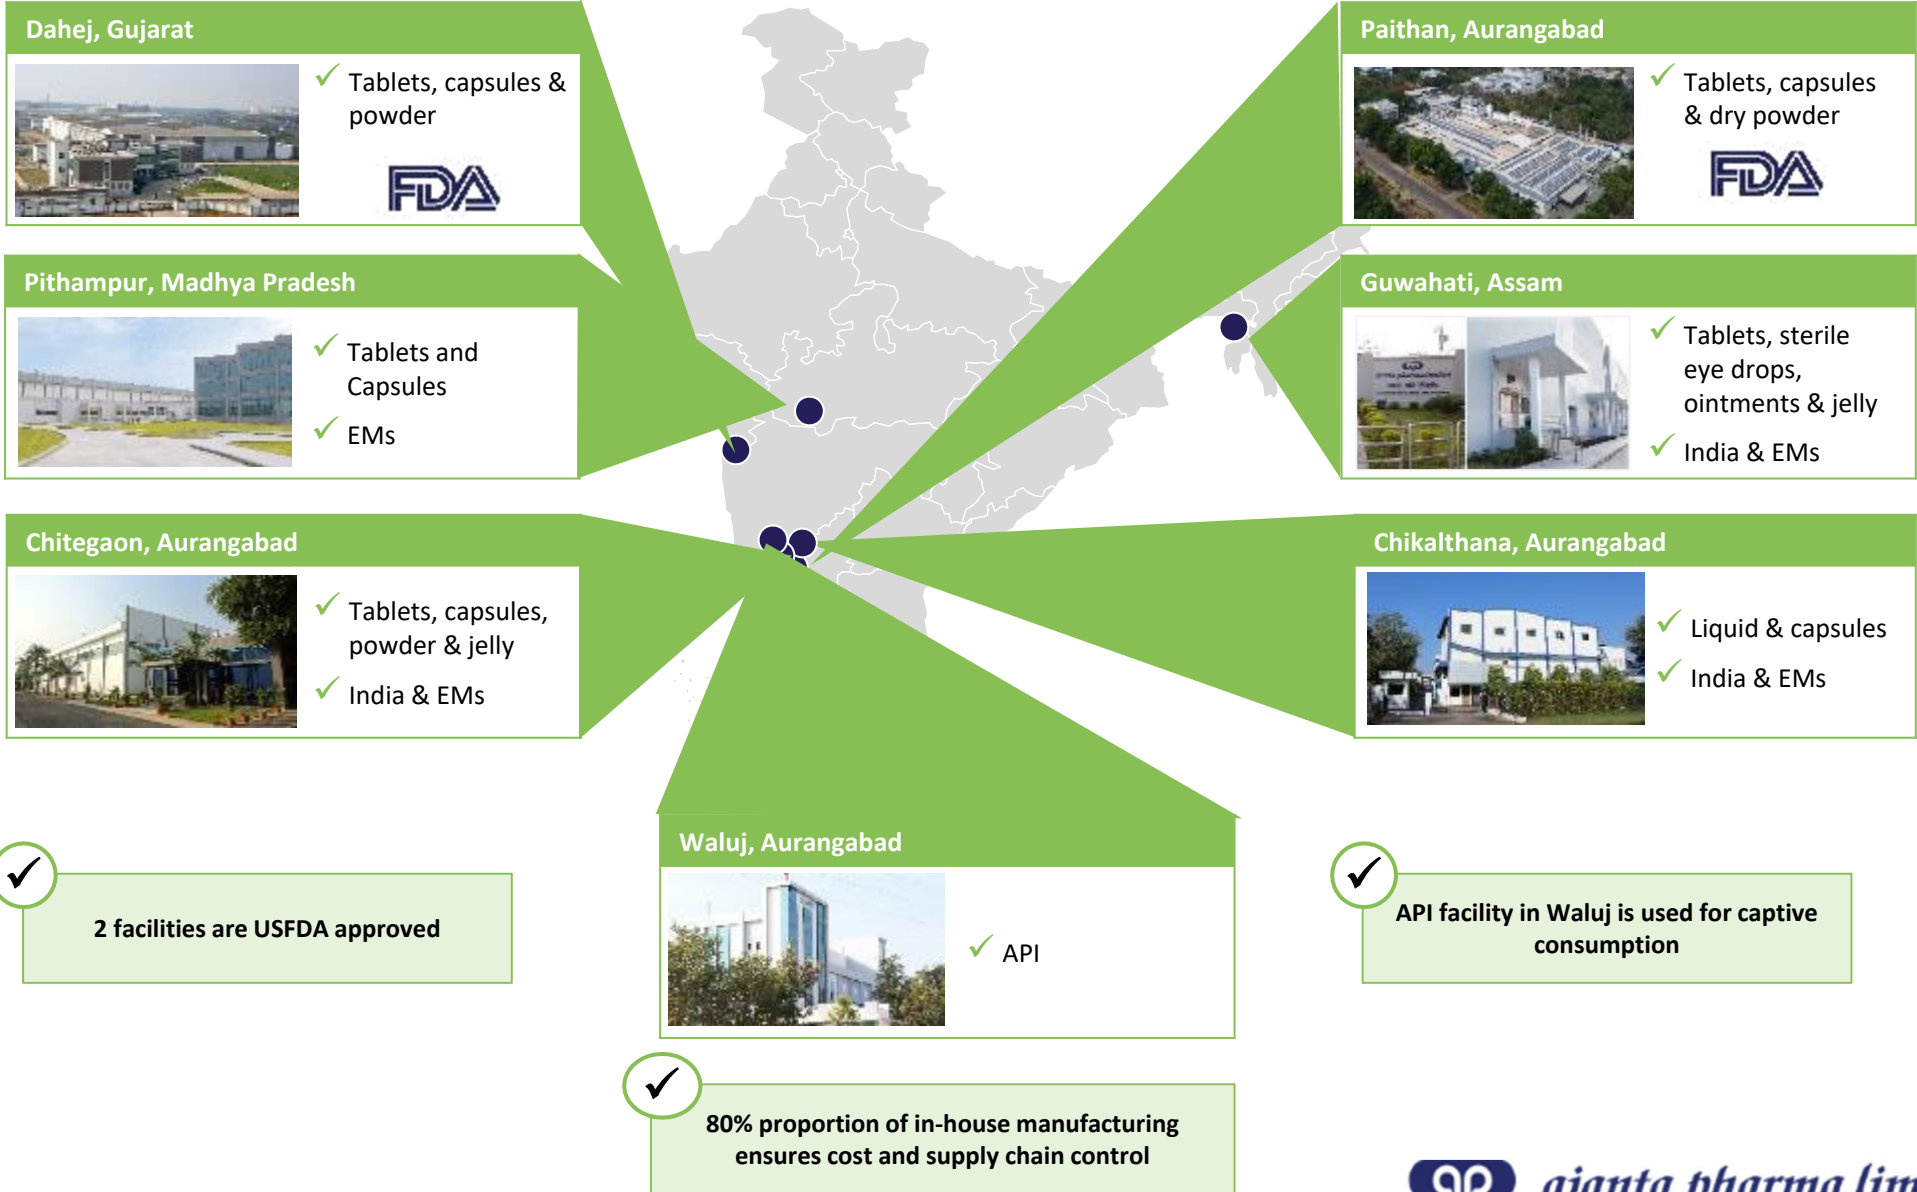 Dahej, Gujarat
Tablets, capsules &
powder
FDA
Paithan, Aurangabad
Tablets, capsules
& dry powder
FDA
Pithampur, Madhya Pradesh
Tablets and
Capsules
EMs
Guwahati, Assam
Tablets, sterile
eye drops,
ointments & jelly
India & EMs
Chitegaon, Aurangabad
Tablets, capsules,
powder & jelly
India & EMs
Chikalthana, Aurangabad
Liquid & capsules
India & EMs
Waluj, Aurangabad
API
2 facilities are USFDA approved
API facility in Waluj is used for captive
consumption
80% proportion of in-house manufacturing
ensures cost and supply chain control
ajanta pharma lim